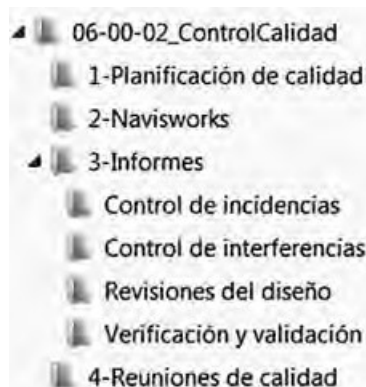 06-00-02_ControlCalidad
1-Planificación de calidad
2-Navisworks
3-Informes
Control de incidencias
Control de interferencias
Revisiones del diseño
Verificación y validación
4-Reuniones de calidad